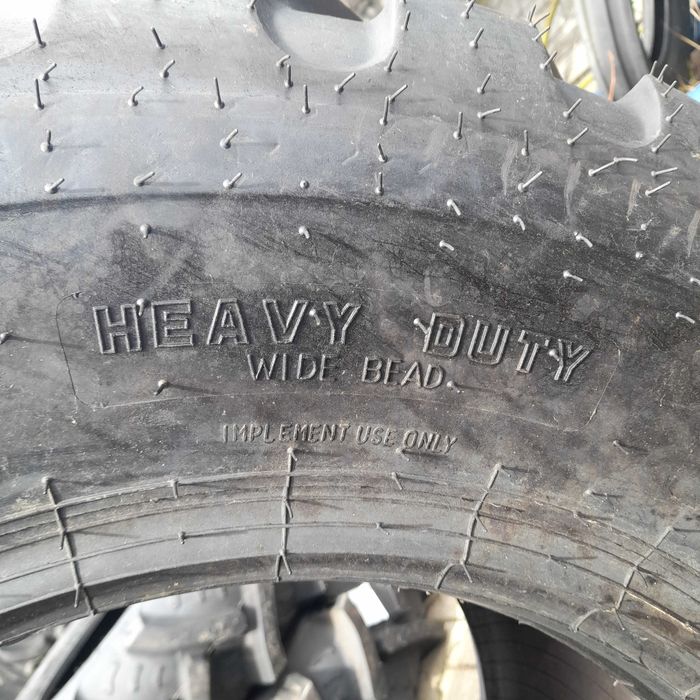 HEAVY DUTY
WIDE BEAD
IMPLEMENT USE ONLY